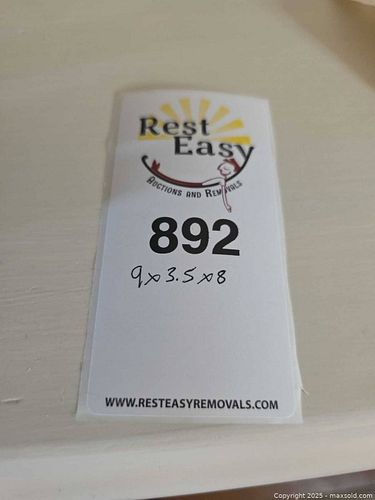 Rest
Easy
Auctions and Removals
892
9x3.5x8
WWW.RESTEASYREMOVALS.COM
Copyright 2025 - maxsold.com